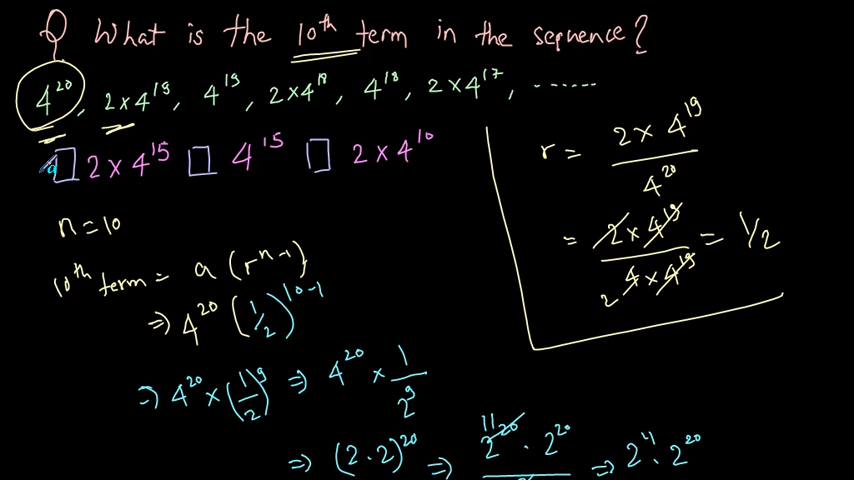 Q What is the 10th term in the sequence?
4^20, 2×4^19, 4^19, 2×4^18, 4^18, 2×4^17, ......
2×4^15 4^15 2×4^10
r = 2×4^19 / 4^20
= 2×4^19 / 2 4×4^19 = 1/2
n=10
10th term = a (r^n-1)
⇒ 4^20 (1/2)^10-1
⇒ 4^20 × (1/2)^9 ⇒ 4^20 × 1/2^9
⇒ (2·2)^20 ⇒ 11 2^20 · 2^20 ⇒ 2^11 · 2^20